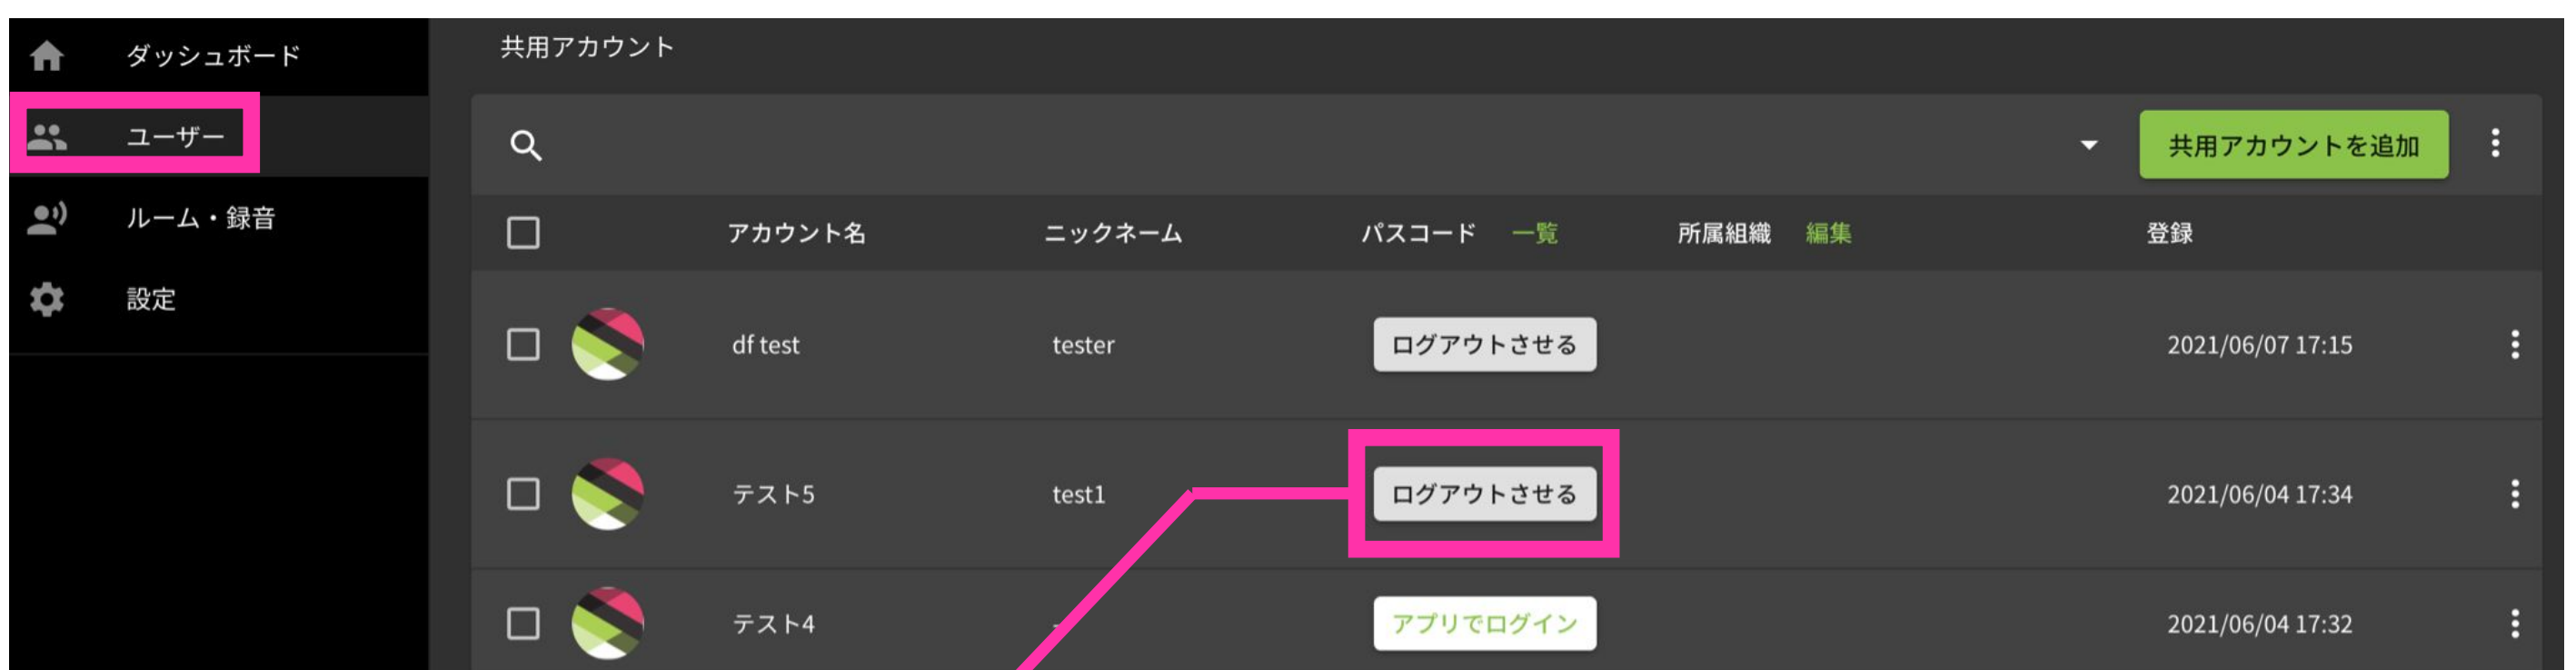 ダッシュボード
ユーザー
ルーム・録音
設定
共用アカウント
共用アカウントを追加
アカウント名 ニックネーム パスコード 一覧 所属組織 編集 登録
df test tester ログアウトさせる 2021/06/07 17:15
テスト5 test1 ログアウトさせる 2021/06/04 17:34
テスト4 - アプリでログイン 2021/06/04 17:32